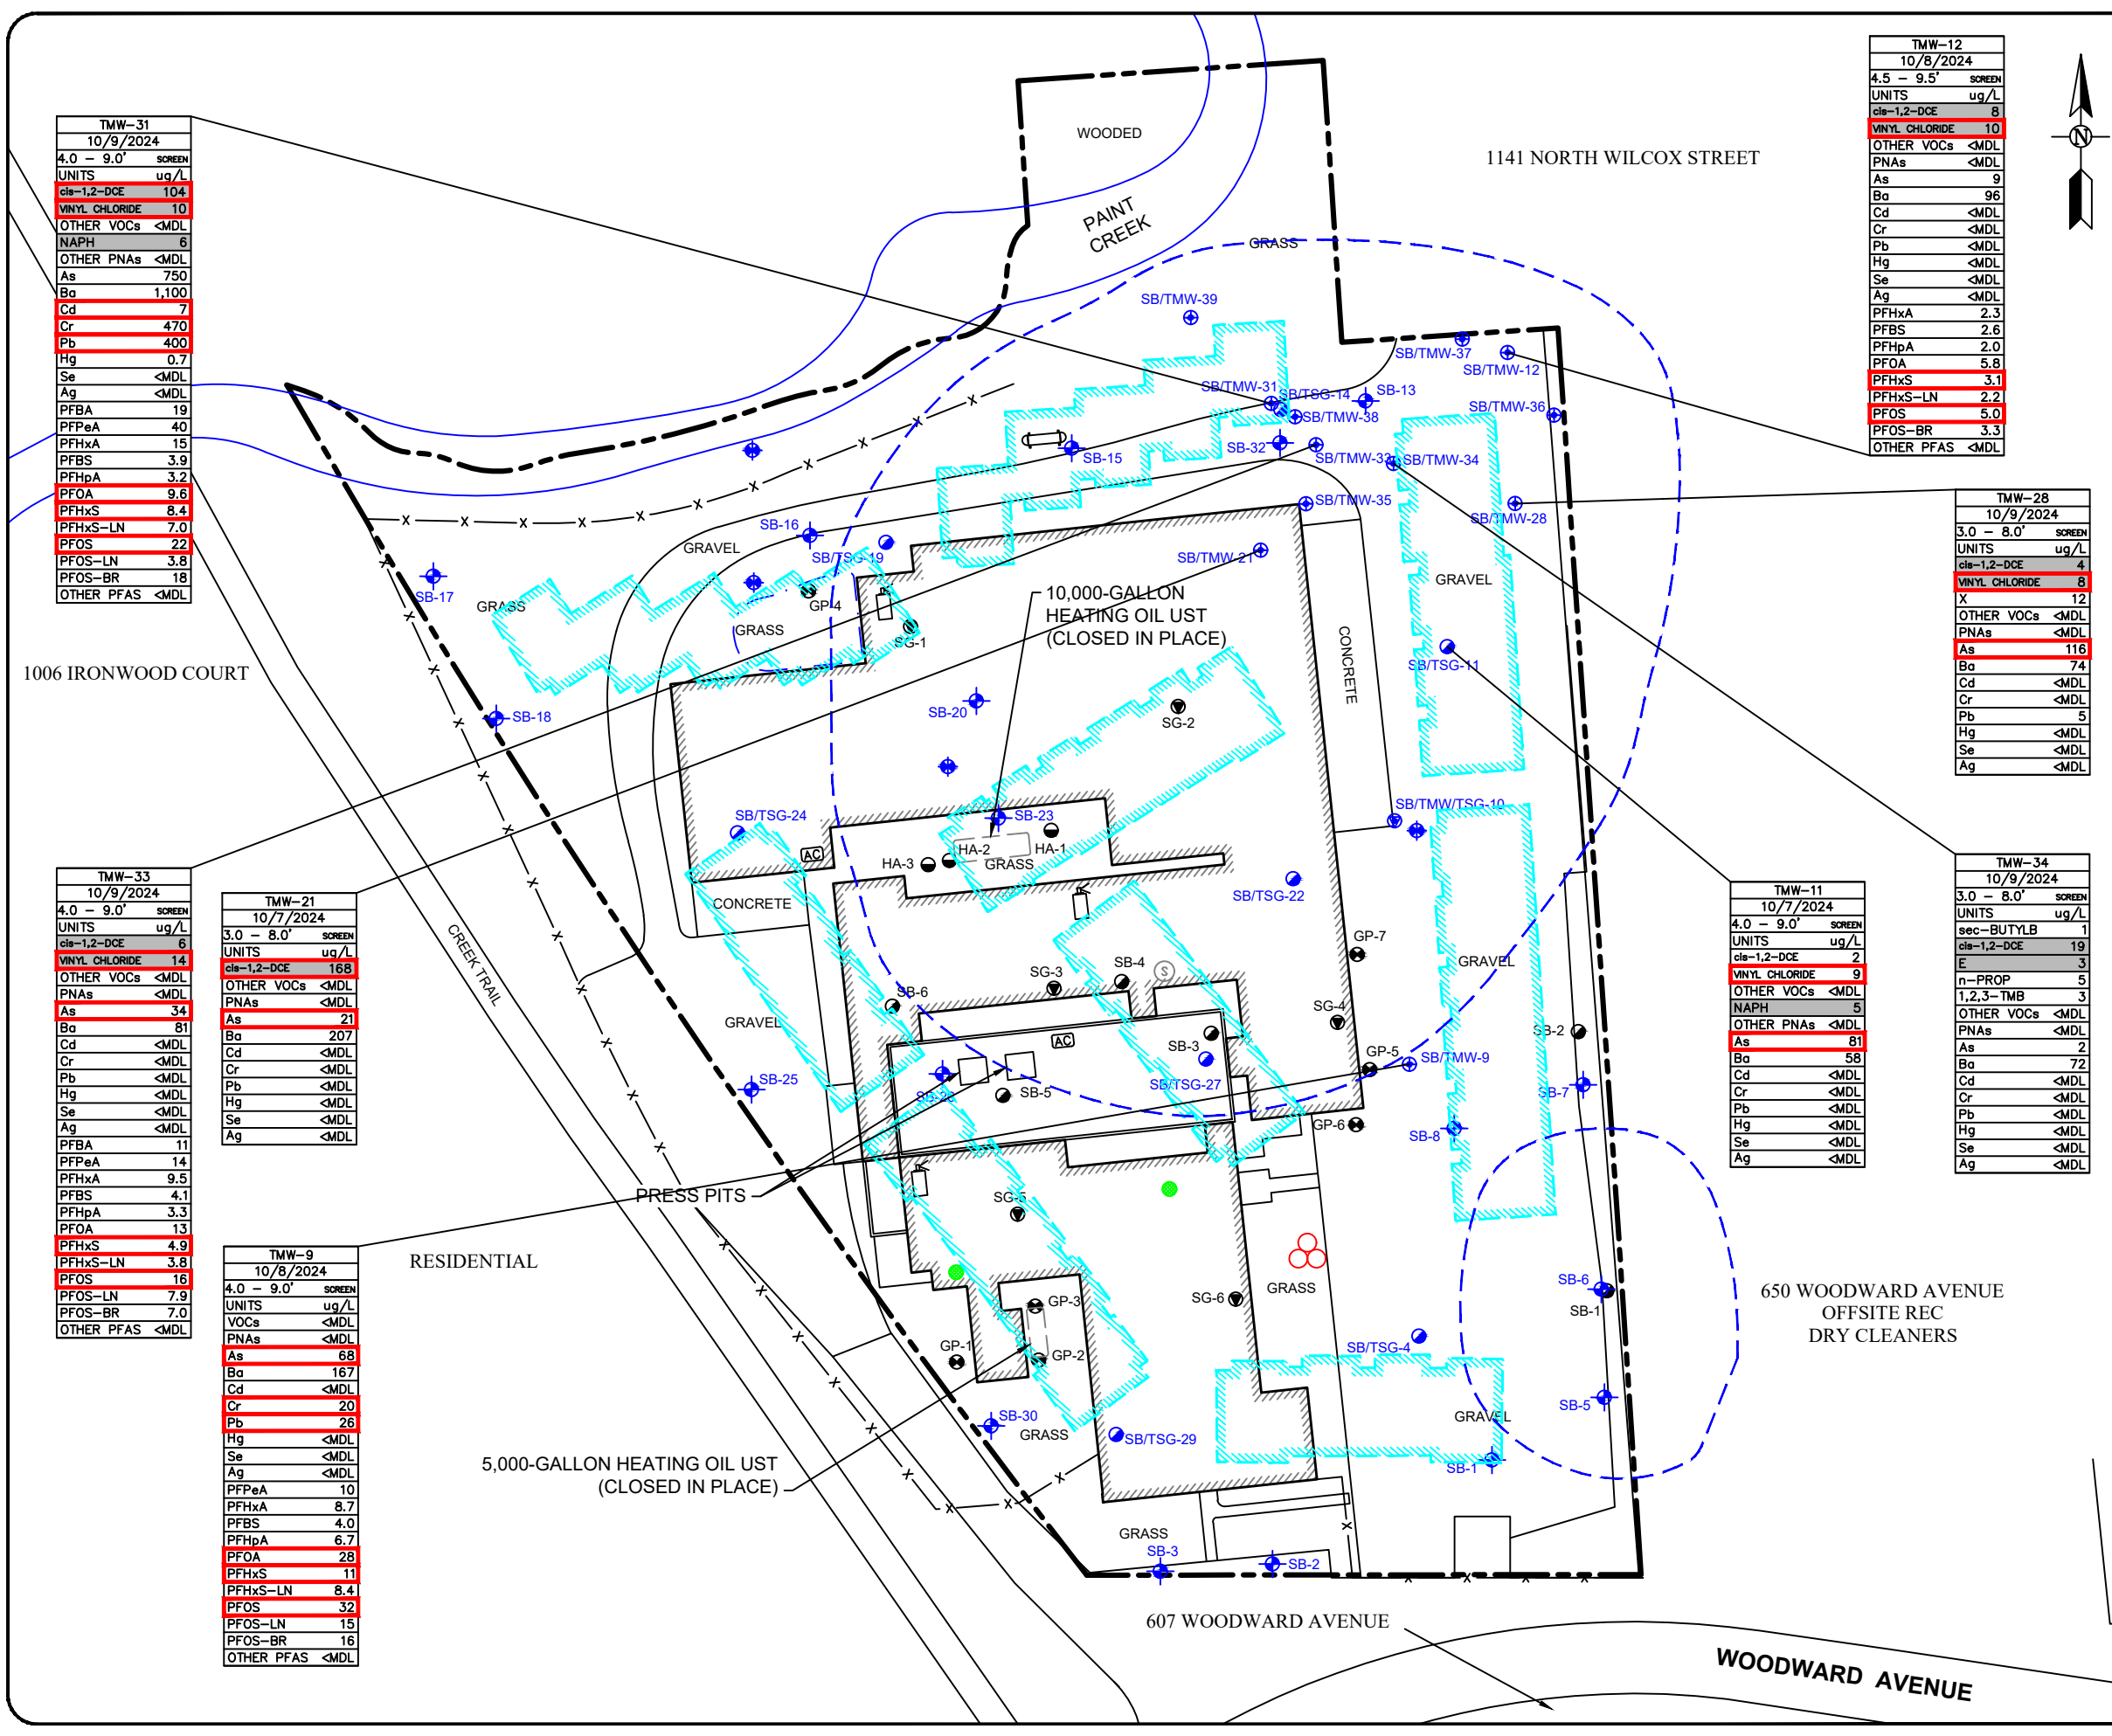 TMW-31
10/9/2024
4.0 - 9.0' SCREEN
UNITS ug/L
cis-1,2-DCE 104
VINYL CHLORIDE 10
OTHER VOCs <MDL
NAPH 6
OTHER PNAs <MDL
As 750
Ba 1,100
Cd 7
Cr 470
Pb 400
Hg 0.7
Se <MDL
Ag <MDL
PFBA 19
PFPeA 40
PFHxA 15
PFBS 3.9
PFHpA 3.2
PFOA 9.6
PFHxS 8.4
PFHxS-LN 7.0
PFOS 22
PFOS-LN 3.8
PFOS-BR 18
OTHER PFAS <MDL
TMW-12
10/8/2024
4.5 - 9.5' SCREEN
UNITS ug/L
cis-1,2-DCE 8
VINYL CHLORIDE 10
OTHER VOCs <MDL
PNAs <MDL
As 9
Ba 96
Cd <MDL
Cr <MDL
Pb <MDL
Hg <MDL
Se <MDL
Ag <MDL
PFHxA 2.3
PFBS 2.6
PFHpA 2.0
PFOA 5.8
PFHxS 3.1
PFHxS-LN 2.2
PFOS 5.0
PFOS-BR 3.3
OTHER PFAS <MDL
N
TMW-28
10/9/2024
3.0 - 8.0' SCREEN
UNITS ug/L
cis-1,2-DCE 4
VINYL CHLORIDE 8
X 12
OTHER VOCs <MDL
PNAs <MDL
As 116
Ba 74
Cd <MDL
Cr <MDL
Pb 5
Hg <MDL
Se <MDL
Ag <MDL
TMW-33
10/9/2024
4.0 - 9.0' SCREEN
UNITS ug/L
cis-1,2-DCE 6
VINYL CHLORIDE 14
OTHER VOCs <MDL
PNAs <MDL
As 34
Ba 81
Cd <MDL
Cr <MDL
Pb <MDL
Hg <MDL
Se <MDL
Ag <MDL
PFBA 11
PFPeA 14
PFHxA 9.5
PFBS 4.1
PFHpA 3.3
PFOA 13
PFHxS 4.9
PFHxS-LN 3.8
PFOS 16
PFOS-LN 7.9
PFOS-BR 7.0
OTHER PFAS <MDL
TMW-21
10/7/2024
3.0 - 8.0' SCREEN
UNITS ug/L
cis-1,2-DCE 168
OTHER VOCs <MDL
PNAs <MDL
As 21
Ba 207
Cd <MDL
Cr <MDL
Pb <MDL
Hg <MDL
Se <MDL
Ag <MDL
TMW-9
10/8/2024
4.0 - 9.0' SCREEN
UNITS ug/L
VOCs <MDL
PNAs <MDL
As 68
Ba 167
Cd <MDL
Cr 20
Pb 26
Hg <MDL
Se <MDL
Ag <MDL
PFPeA 10
PFHxA 8.7
PFBS 4.0
PFHpA 6.7
PFOA 28
PFHxS 11
PFHxS-LN 8.4
PFOS 32
PFOS-LN 15
PFOS-BR 16
OTHER PFAS <MDL
TMW-11
10/7/2024
4.0 - 9.0' SCREEN
UNITS ug/L
cis-1,2-DCE 2
VINYL CHLORIDE 9
OTHER VOCs <MDL
NAPH 5
OTHER PNAs <MDL
As 81
Ba 58
Cd <MDL
Cr <MDL
Pb <MDL
Hg <MDL
Se <MDL
Ag <MDL
TMW-34
10/9/2024
3.0 - 8.0' SCREEN
UNITS ug/L
sec-BUTYLB 1
cis-1,2-DCE 19
E 3
n-PROP 5
1,2,3-TMB 3
OTHER VOCs <MDL
PNAs <MDL
As 2
Ba 72
Cd <MDL
Cr <MDL
Pb <MDL
Hg <MDL
Se <MDL
Ag <MDL
WOODED
1141 NORTH WILCOX STREET
PAINT
CREEK
GRASS
SB/TMW-39
SB/TMW-37
SB/TMW-12
SB/TMW-31
SB/TSG-14
SB-13
SB/TMW-38
SB/TMW-36
SB-15
SB-32
SB/TMW-33
SB/TMW-34
SB/TMW-35
SB/TMW-28
SB-16
GRAVEL
SB/TSG-19
SB/TMW-21
SB-17
GRASS
GP-4
GRASS
SG-1
10,000-GALLON
HEATING OIL UST
(CLOSED IN PLACE)
GRAVEL
CONCRETE
SB/TSG-11
1006 IRONWOOD COURT
SB-18
SB-20
SG-2
SB/TSG-24
SB-23
SB/TMW/TSG-10
AC
HA-3
HA-2
HA-1
GRASS
SB/TSG-22
CONCRETE
CREEK TRAIL
GP-7
GRAVEL
SG-3
SB-4
S
SB-6
GRAVEL
SG-4
SB-2
AC
SB-3
GP-5
SB/TMW-9
SB-25
SB-26
SB-5
SB/TSG-27
SB-7
GP-6
SB-8
PRESS PITS
SG-5
RESIDENTIAL
GRASS
SG-6
GP-3
SB-6
SB-1
650 WOODWARD AVENUE
OFFSITE REC
DRY CLEANERS
GP-1
GP-2
SB/TSG-4
SB-30
GRASS
SB/TSG-29
SB-5
GRAVEL
SB-1
5,000-GALLON HEATING OIL UST
(CLOSED IN PLACE)
GRASS
SB-3
SB-2
607 WOODWARD AVENUE
WOODWARD AVENUE